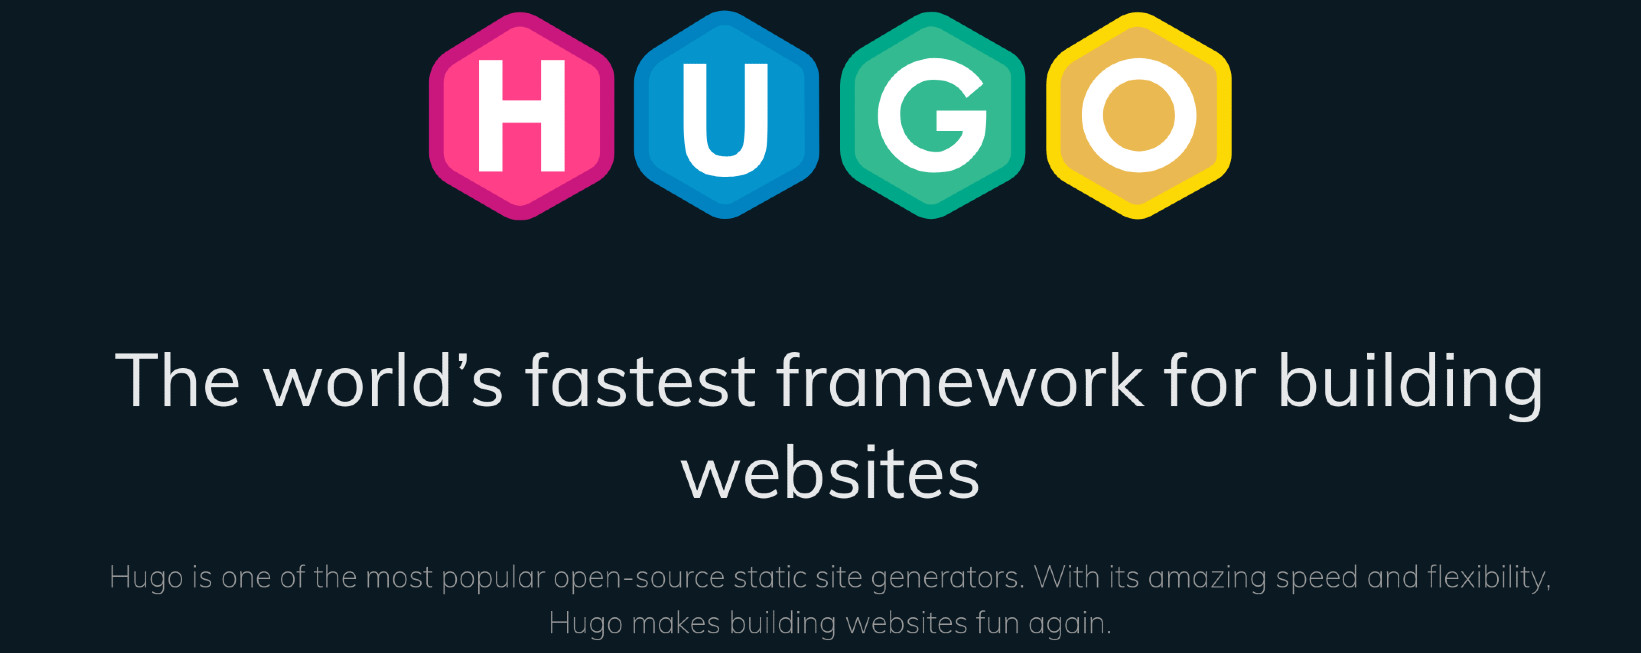 HUGO
The world’s fastest framework for building
websites
Hugo is one of the most popular open-source static site generators. With its amazing speed and flexibility,
Hugo makes building websites fun again.